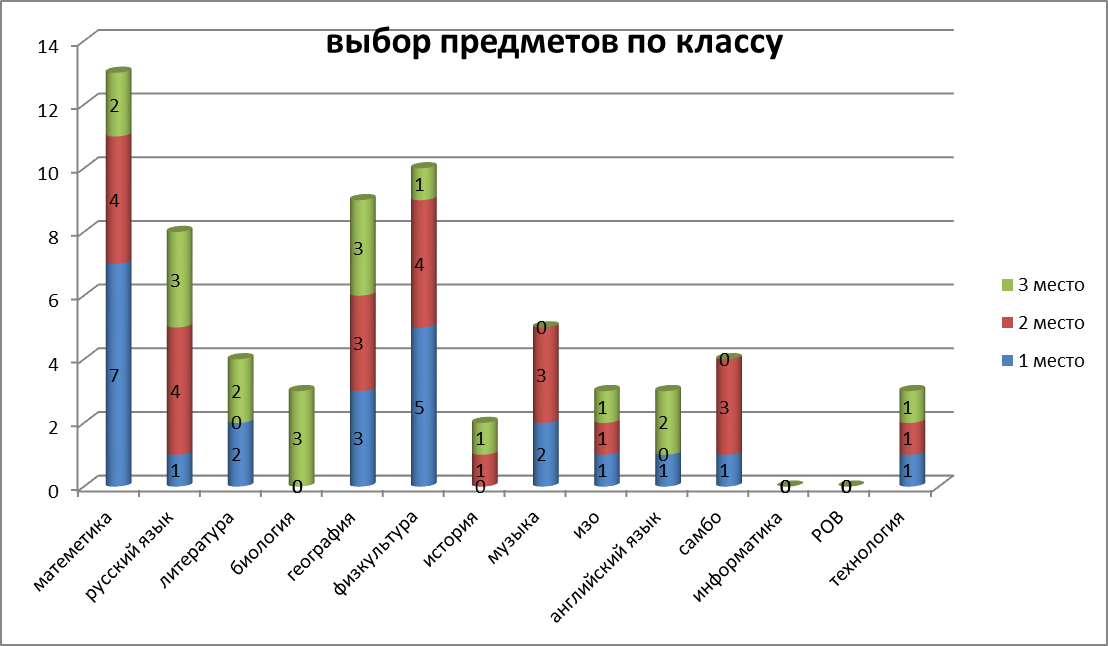 выбор предметов по классу
14
12
10
8
6
4
2
0
2
4
7
3
4
1
2
0
2
3
0
3
3
3
1
4
5
1
1
0
0
3
2
1
1
1
2
0
1
0
3
1
0
0
1
1
1
матеметика
русский язык
литература
биология
география
физкультура
история
музыка
изо
английский язык
самбо
информатика
РОВ
технология
3 место
2 место
1 место